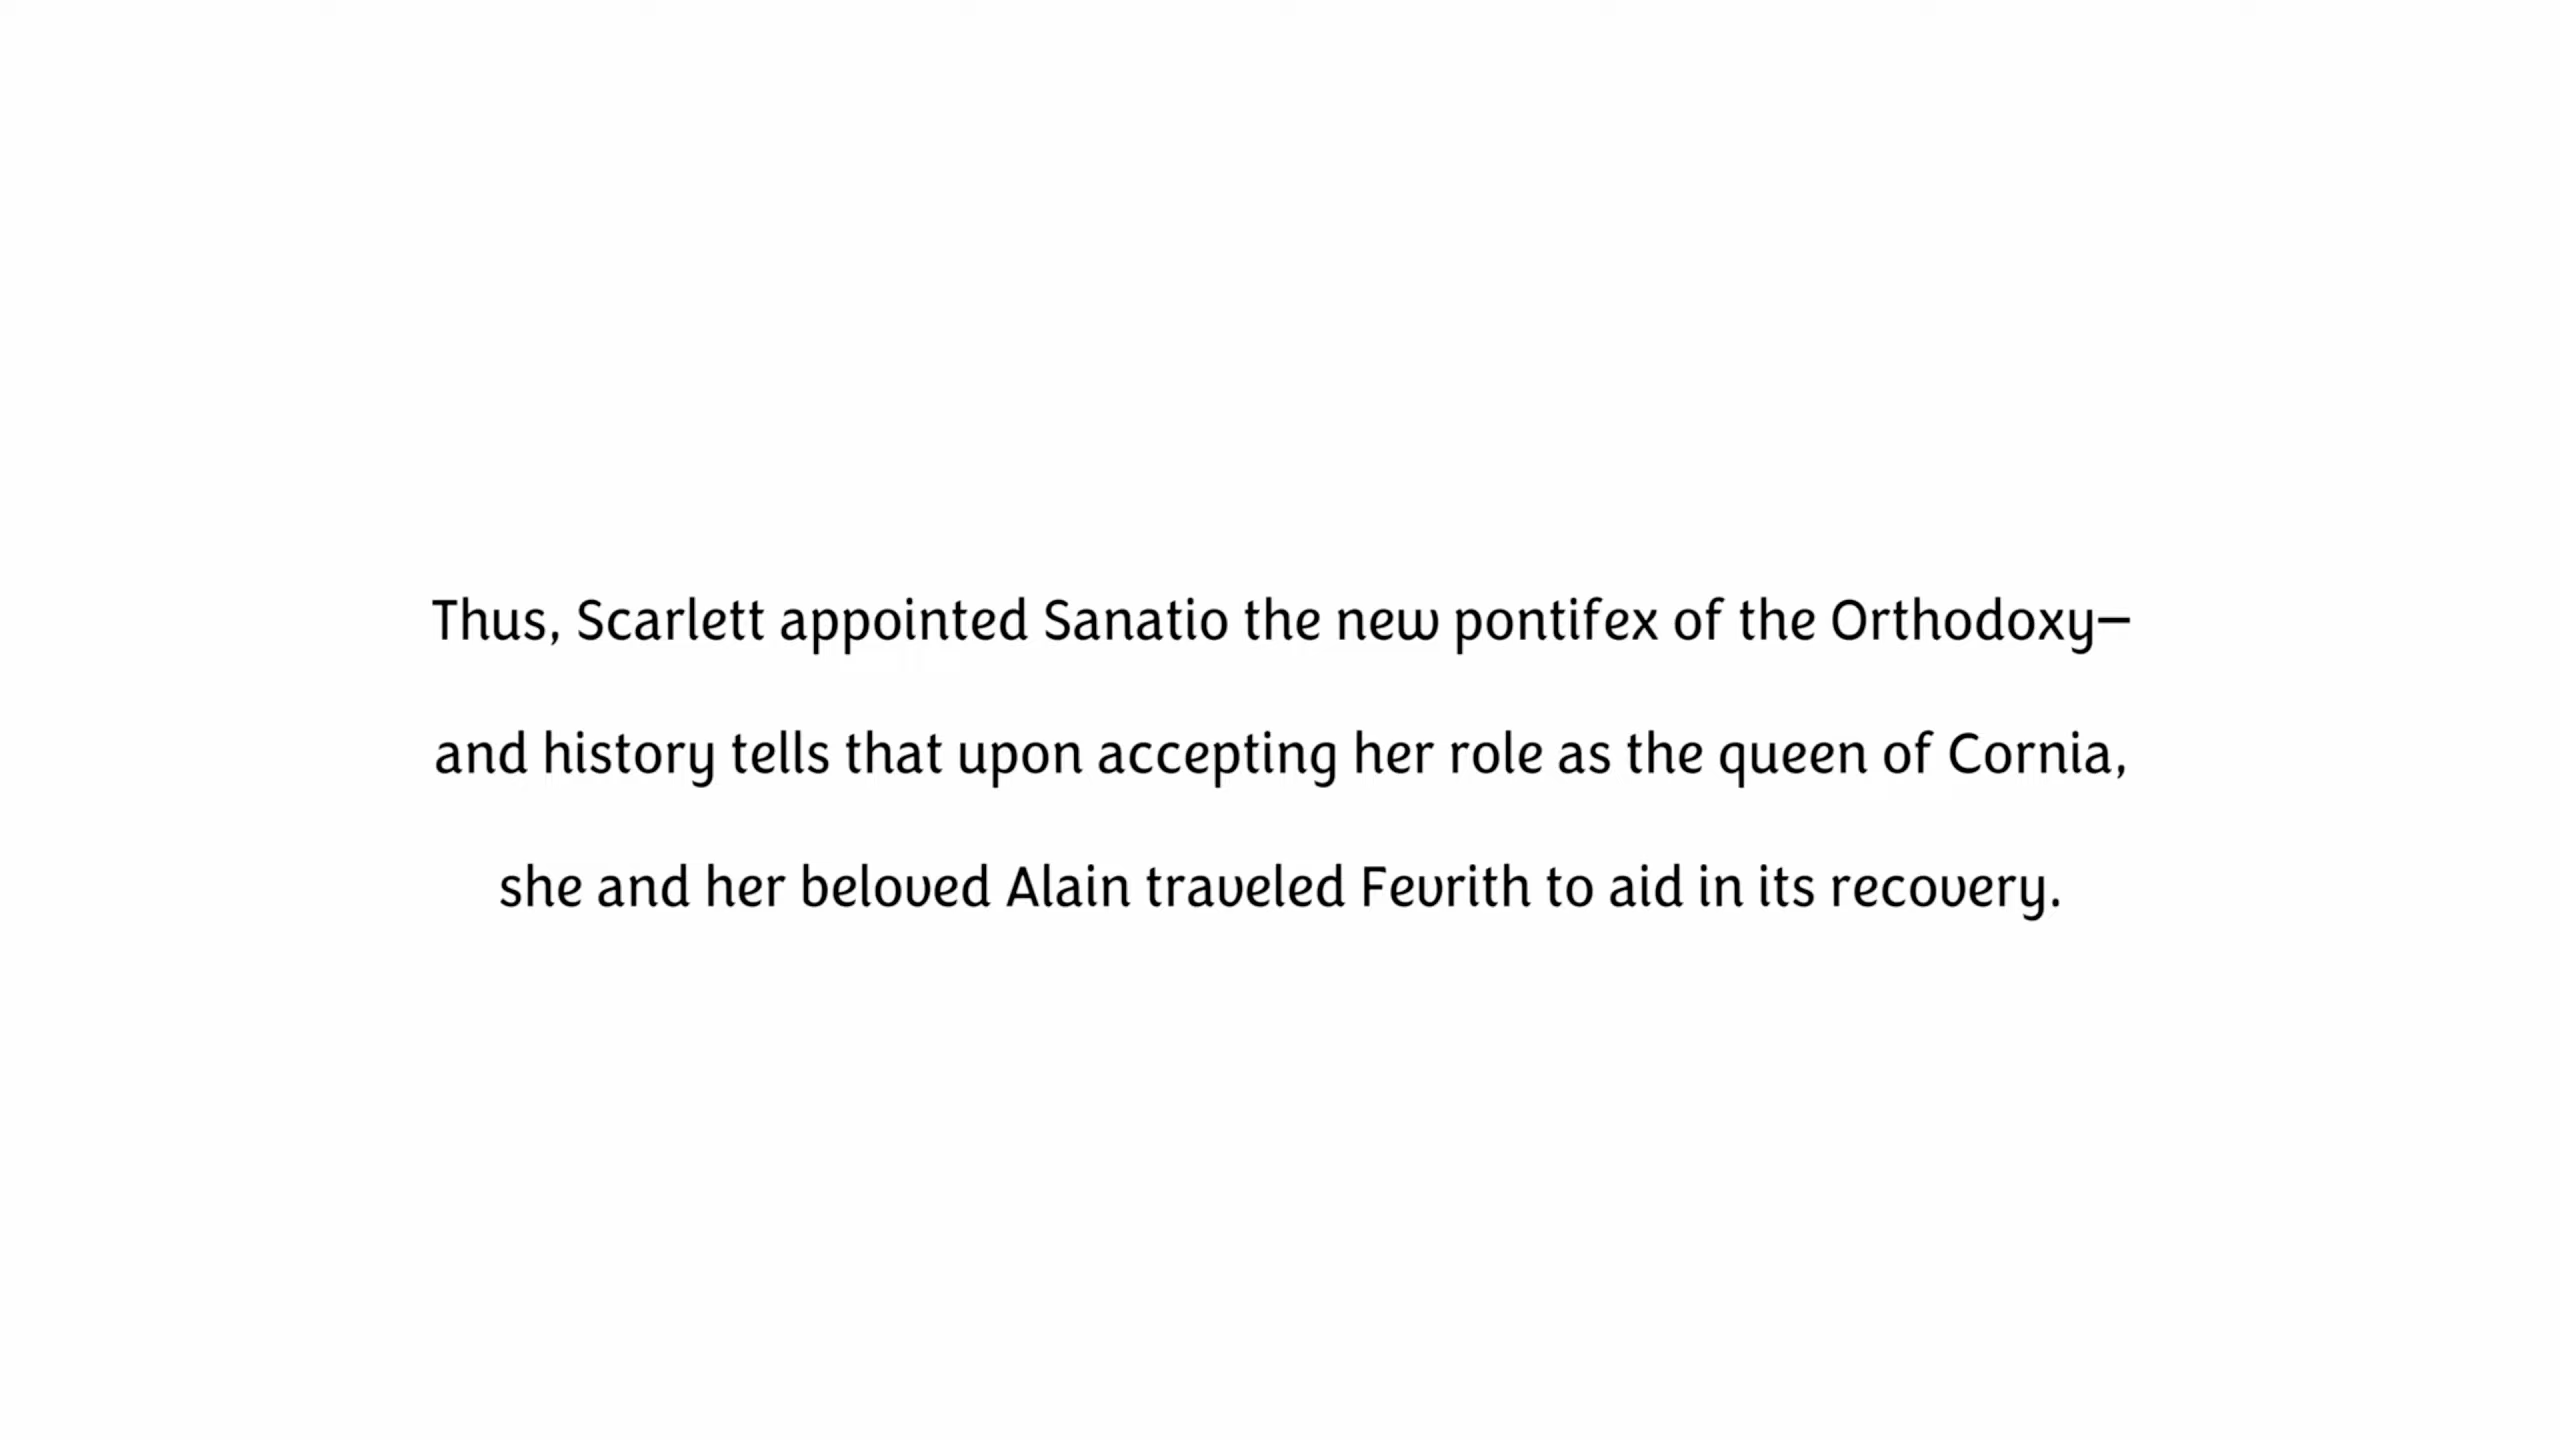 Thus, Scarlett appointed Sanatio the new pontifex of the Orthodoxy—
and history tells that upon accepting her role as the queen of Cornia,
she and her beloved Alain traveled Fevrith to aid in its recovery.